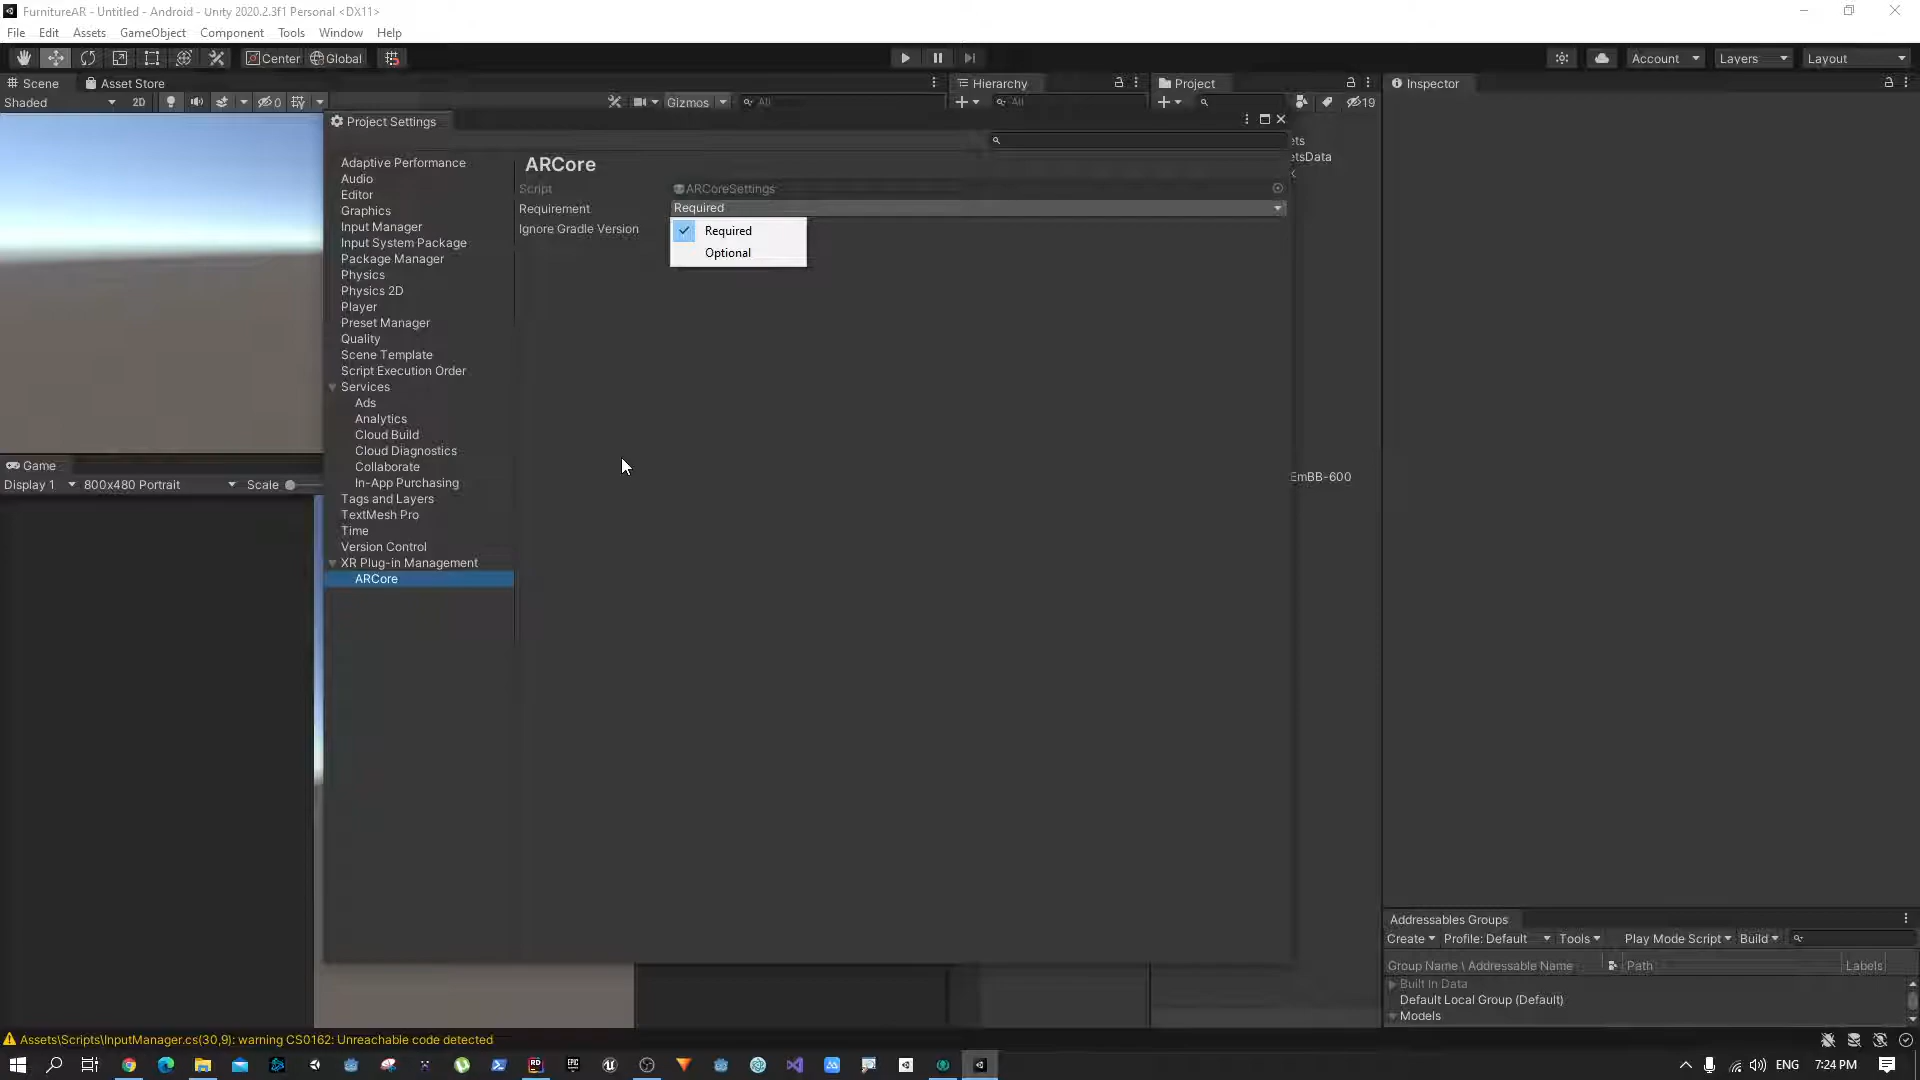 FurnitureAR - Untitled - Android - Unity 2020.2.3f1 Personal <DX11>
File Edit Assets GameObject Component Tools Window Help
Center Global Account Layers Layout
Scene Asset Store Hierarchy Project Inspector
Shaded 2D 0 Gizmos All All 19
Project Settings
ets
etsData
Adaptive Performance
Audio
Editor
Graphics
Input Manager
Input System Package
Package Manager
Physics
Physics 2D
Player
Preset Manager
Quality
Scene Template
Script Execution Order
Services
Ads
Analytics
Cloud Build
Cloud Diagnostics
Collaborate
In-App Purchasing
Tags and Layers
TextMesh Pro
Time
Version Control
XR Plug-in Management
ARCore
ARCore
Script ARCoreSettings
Requirement Required
Ignore Gradle Version
Required
Optional
EmBB-600
Game
Display 1 800x480 Portrait Scale
Addressables Groups
Create Profile: Default Tools Play Mode Script Build
Group Name \ Addressable Name Path Labels
Built In Data
Default Local Group (Default)
Models
Assets\Scripts\InputManager.cs(30,9): warning CS0162: Unreachable code detected
ENG 7:24 PM